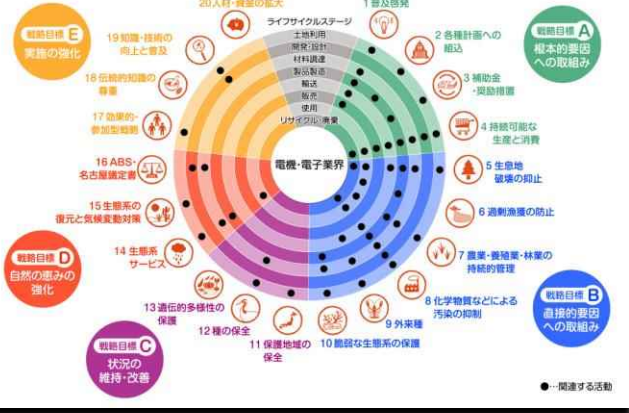 20人材・資金の拡大
1普及啓発
戦略目標 E
実施の強化
ライフサイクルステージ
土地利用
開発・設計
材料調達
製品製造
輸送
販売
使用
リサイクル・廃棄
電機・電子業界
戦略目標 A
根本的要因
への取組み
2 各種計画への
組込
3 補助金
・奨励措置
4 持続可能な
生産と消費
5 生息地
破壊の抑止
6 過剰漁獲の防止
7 農業・養殖業・林業の
持続的管理
8 化学物質などによる
汚染の抑制
9 外来種
10 脆弱な生態系の保護
11 保護地域の
保全
12 種の保全
13 遺伝的多様性の
保護
14 生態系
サービス
15 生態系の
復元と気候変動対策
16 ABS・
名古屋議定書
17 効果的・
参加型戦略
18 伝統的知識の
尊重
19 知識・技術の
向上と普及
戦略目標 B
直接的要因
への取組み
戦略目標 C
状況の
維持・改善
戦略目標 D
自然の恵みの
強化
●…関連する活動